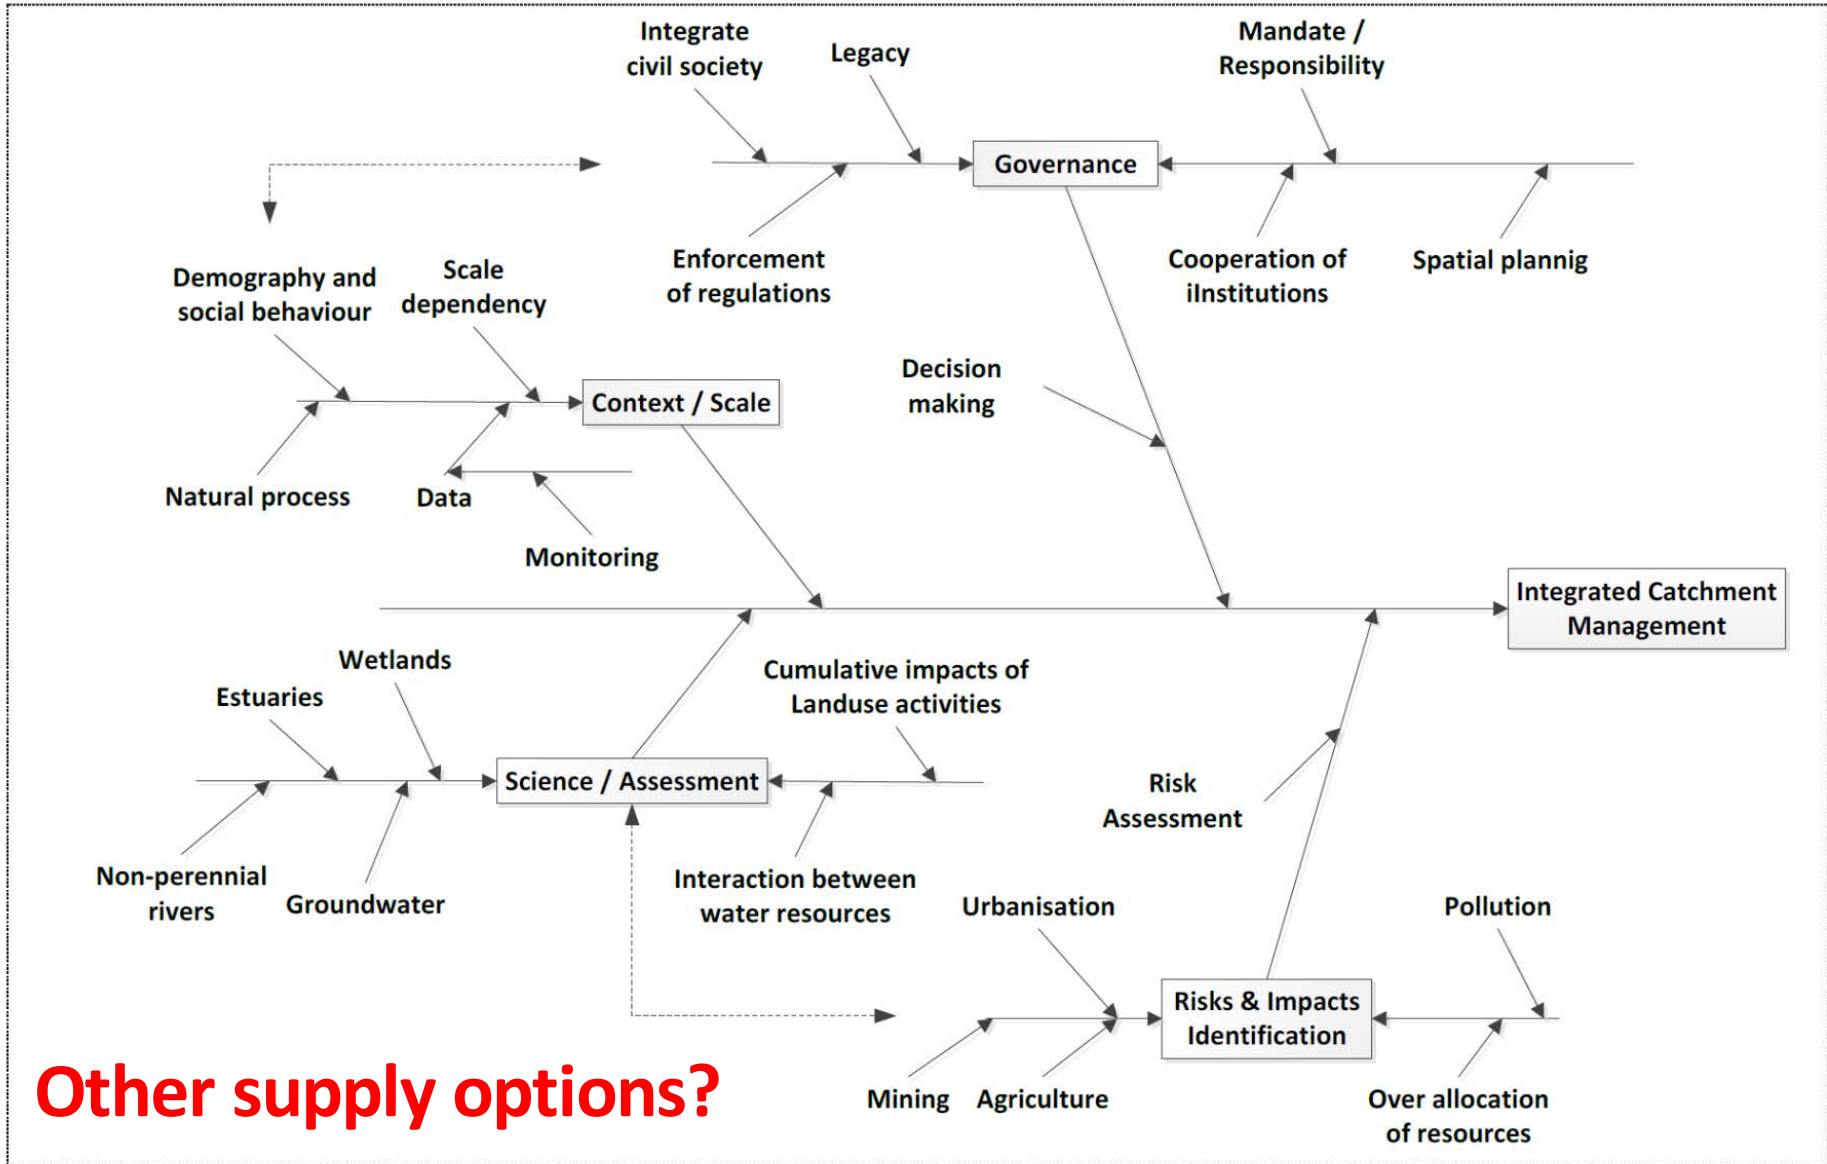 Integrate
civil society
Legacy
Mandate /
Responsibility
Governance
Enforcement
of regulations
Cooperation of
iInstitutions
Spatial plannig
Demography and
social behaviour
Scale
dependency
Context / Scale
Decision
making
Natural process
Data
Monitoring
Integrated Catchment
Management
Wetlands
Estuaries
Cumulative impacts of
Landuse activities
Science / Assessment
Risk
Assessment
Non-perennial
rivers
Groundwater
Interaction between
water resources
Urbanisation
Pollution
Risks & Impacts
Identification
Mining
Agriculture
Over allocation
of resources
Other supply options?